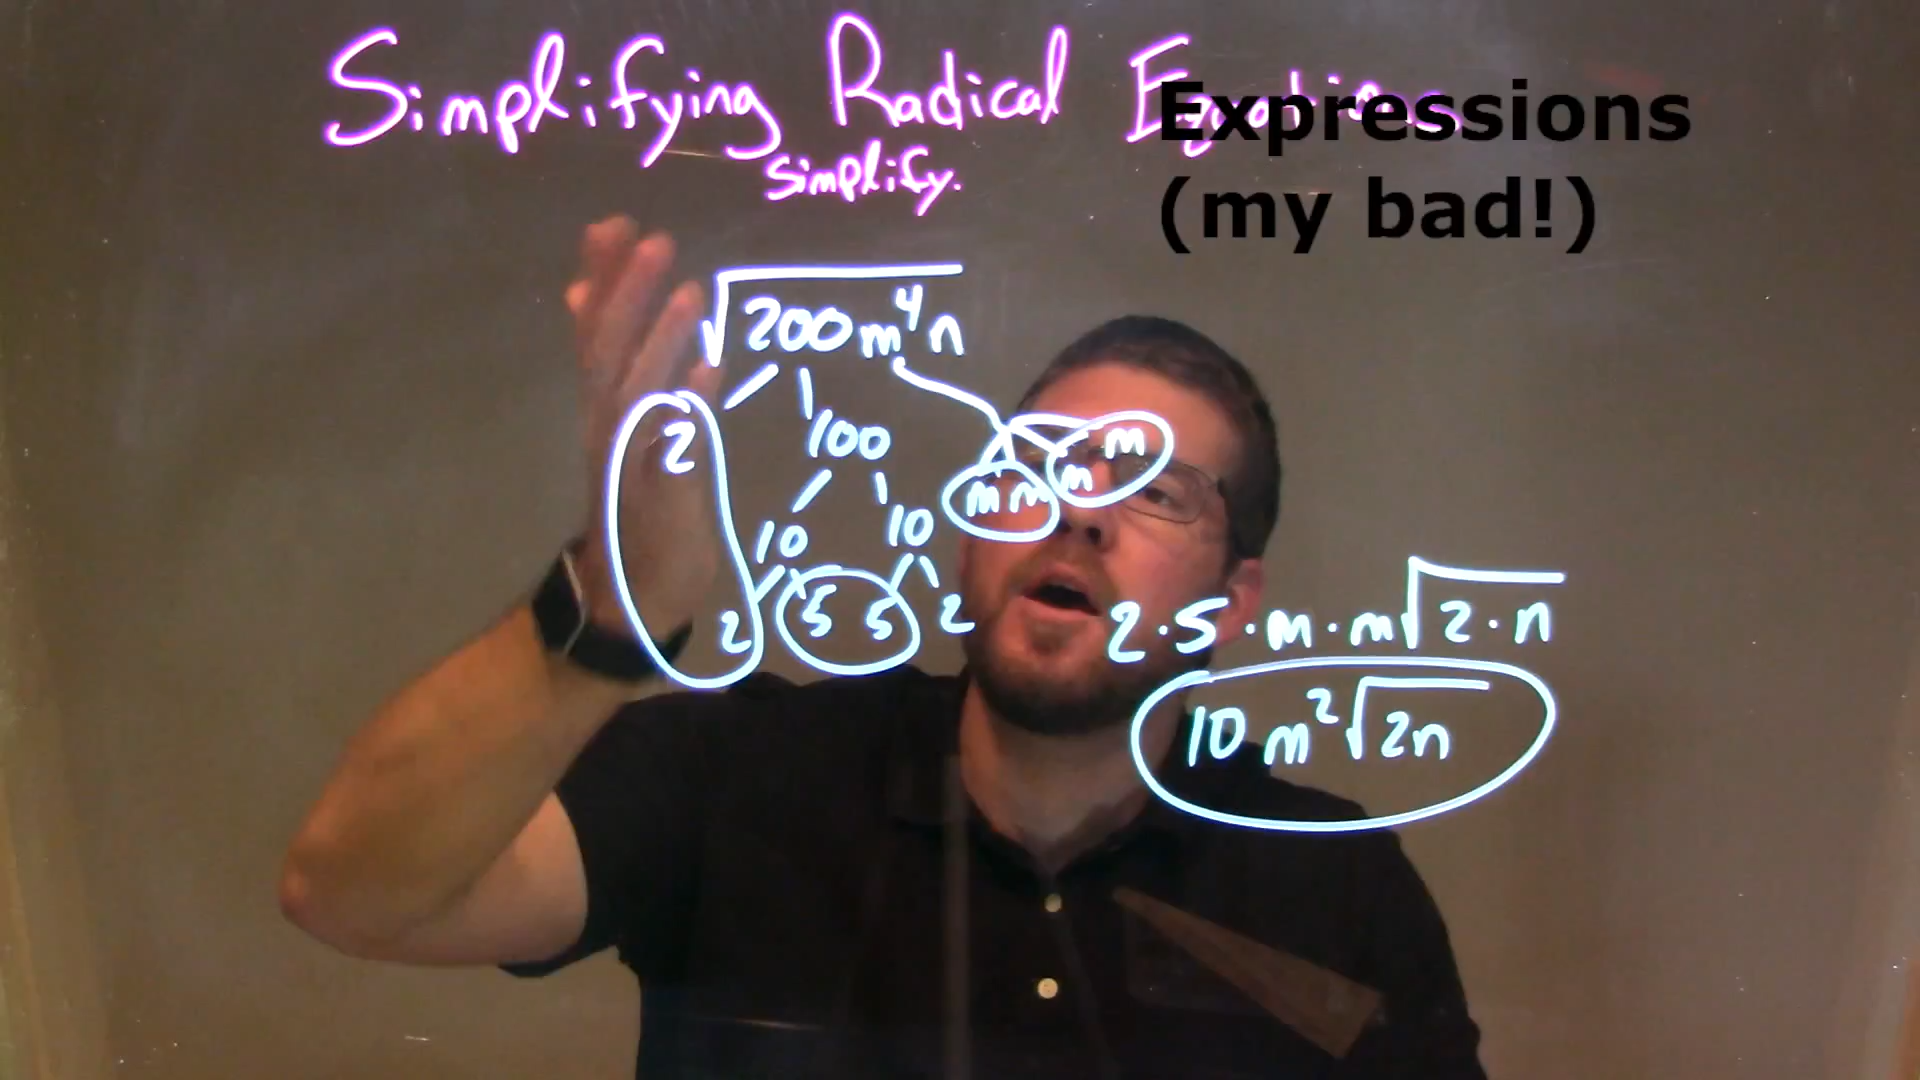 Simplifying Radical Equations
Expressions
(my bad!)
simplify.
√200m⁴n
2 100 m m m m
10 10
2 5 5 2
2·5·m·m√2·n
10m²√2n